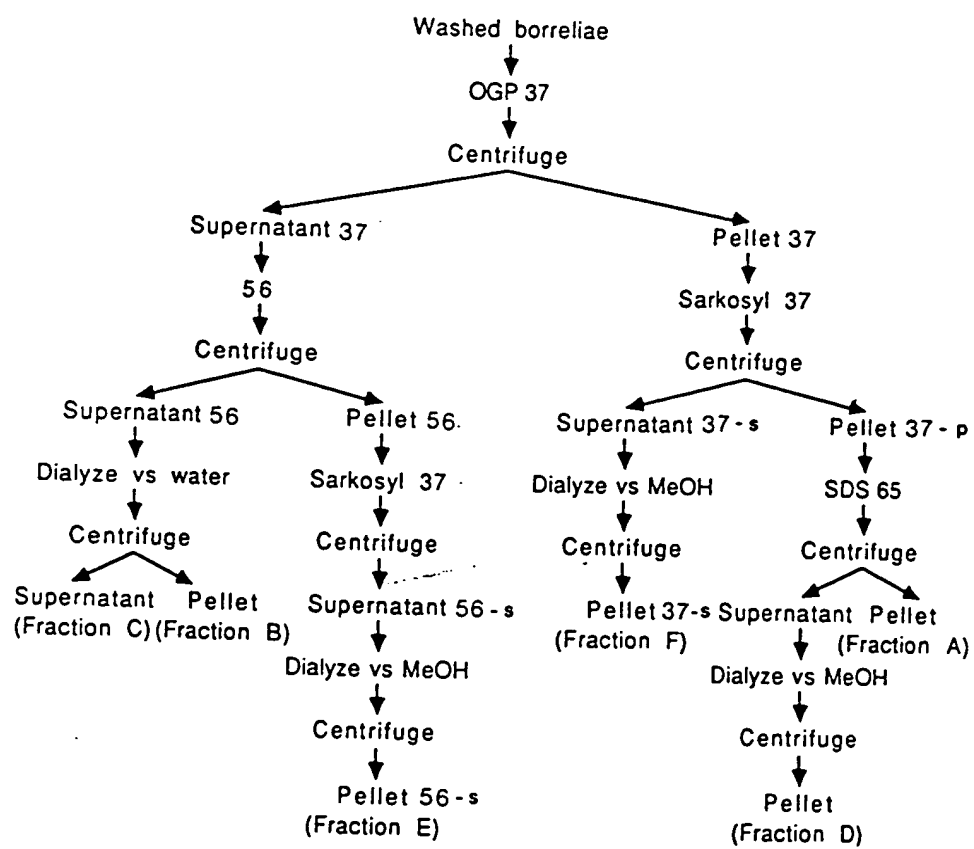 Washed borreliae
OGP 37
Centrifuge
Supernatant 37
Pellet 37
56
Sarkosyl 37
Centrifuge
Centrifuge
Supernatant 56
Pellet 56
Supernatant 37-s
Pellet 37-p
Dialyze vs water
Sarkosyl 37
Dialyze vs MeOH
SDS 65
Centrifuge
Centrifuge
Centrifuge
Centrifuge
Supernatant
(Fraction C)
Pellet
(Fraction B)
Supernatant 56-s
Pellet 37-s
(Fraction F)
Supernatant
Pellet
(Fraction A)
Dialyze vs MeOH
Dialyze vs MeOH
Centrifuge
Centrifuge
Pellet 56-s
(Fraction E)
Pellet
(Fraction D)